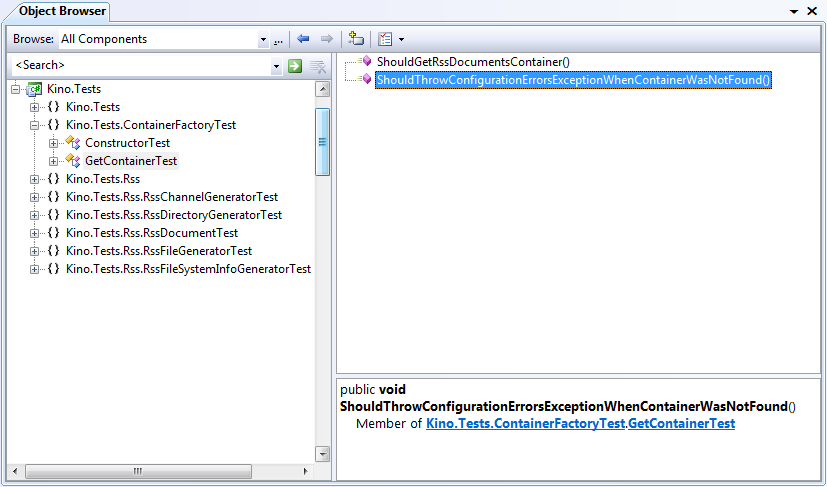 Object Browser
Browse: All Components ...
<Search>
Kino.Tests
{} Kino.Tests
{} Kino.Tests.ContainerFactoryTest
ConstructorTest
GetContainerTest
{} Kino.Tests.Rss
{} Kino.Tests.Rss.RssChannelGeneratorTest
{} Kino.Tests.Rss.RssDirectoryGeneratorTest
{} Kino.Tests.Rss.RssDocumentTest
{} Kino.Tests.Rss.RssFileGeneratorTest
{} Kino.Tests.Rss.RssFileSystemInfoGeneratorTest
ShouldGetRssDocumentsContainer()
ShouldThrowConfigurationErrorsExceptionWhenContainerWasNotFound()
public void
ShouldThrowConfigurationErrorsExceptionWhenContainerWasNotFound()
Member of Kino.Tests.ContainerFactoryTest.GetContainerTest